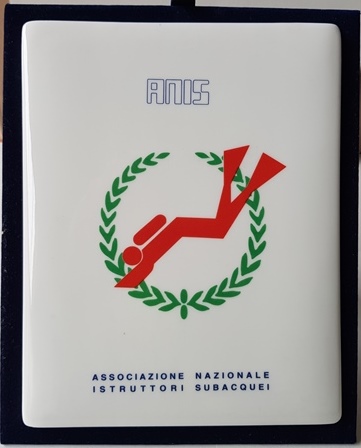 ANIS
ASSOCIAZIONE NAZIONALE
ISTRUTTORI SUBACQUEI